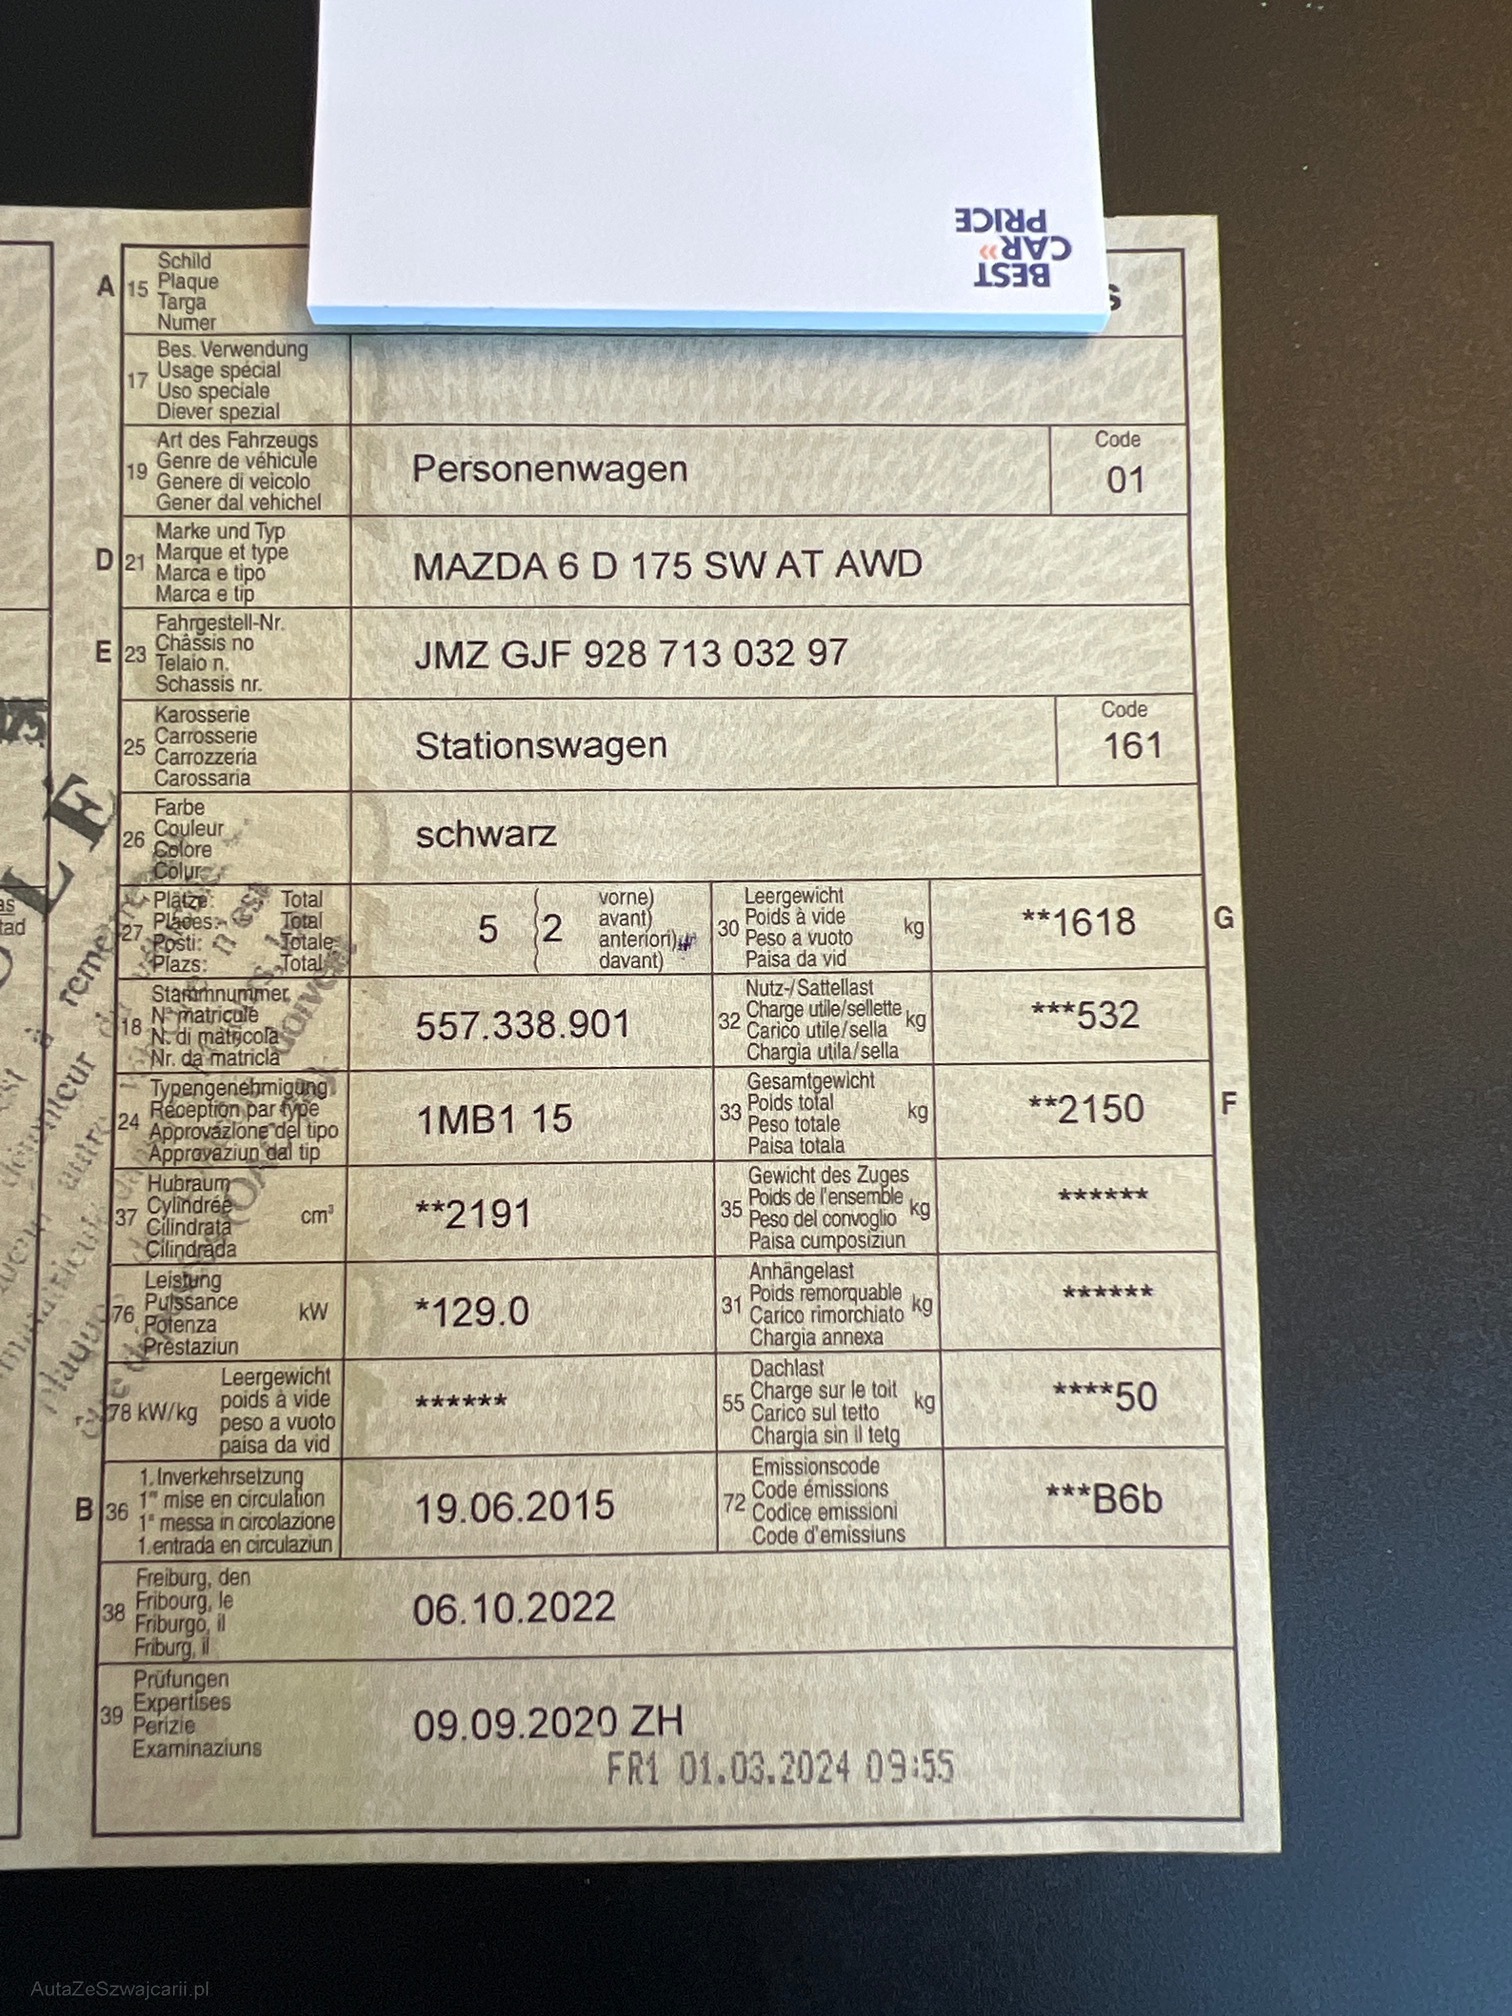 BEST
CAR»
PRICE
A 15 Schild
Plaque
Targa
Numer
s
17 Bes. Verwendung
Usage spécial
Uso speciale
Diever spezial
19 Art des Fahrzeugs
Genre de véhicule
Genere di veicolo
Gener dal vehichel
Personenwagen
Code
01
D 21 Marke und Typ
Marque et type
Marca e tipo
Marca e tip
MAZDA 6 D 175 SW AT AWD
E 23 Fahrgestell-Nr.
Châssis no
Telaio n.
Schassis nr.
JMZ GJF 928 713 032 97
25 Karosserie
Carrosserie
Carrozzeria
Carossaria
Stationswagen
Code
161
26 Farbe
Couleur
Colore
Colur
schwarz
27 Plätze: Total
Places: Total
Posti: Totale
Plazs: Total
5 (2 vorne)
avant)
anteriori)
davant)
30 Leergewicht
Poids à vide
Peso a vuoto
Paisa da vid
kg
**1618
G
18 Stammnummer
N° matricule
N. di matricola
Nr. da matricla
557.338.901
32 Nutz-/Sattellast
Charge utile/sellette
Carico utile/sella
Chargia utila/sella
kg
***532
24 Typengenehmigung
Réception par type
Approvazione del tipo
Approvaziun dal tip
1MB1 15
33 Gesamtgewicht
Poids total
Peso totale
Paisa totala
kg
**2150
F
37 Hubraum
Cylindrée
Cilindrata
Cilindrada
cm³
**2191
35 Gewicht des Zuges
Poids de l'ensemble
Peso del convoglio
Paisa cumposiziun
kg
******
76 Leistung
Puissance
Potenza
Prestaziun
kW
*129.0
31 Anhängelast
Poids remorquable
Carico rimorchiato
Chargia annexa
kg
******
78 kW/kg
Leergewicht
poids à vide
peso a vuoto
paisa da vid
******
55 Dachlast
Charge sur le toit
Carico sul tetto
Chargia sin il tetg
kg
****50
B 36 1. Inverkehrsetzung
1re mise en circulation
1a messa in circolazione
1. entrada en circulaziun
19.06.2015
72 Emissionscode
Code émissions
Codice emissioni
Code d'emissiuns
***B6b
38 Freiburg, den
Fribourg, le
Friburgo, il
Friburg, il
06.10.2022
39 Prüfungen
Expertises
Perizie
Examinaziuns
09.09.2020 ZH
FR1 01.03.2024 09:55
AutaZeSzwajcarii.pl